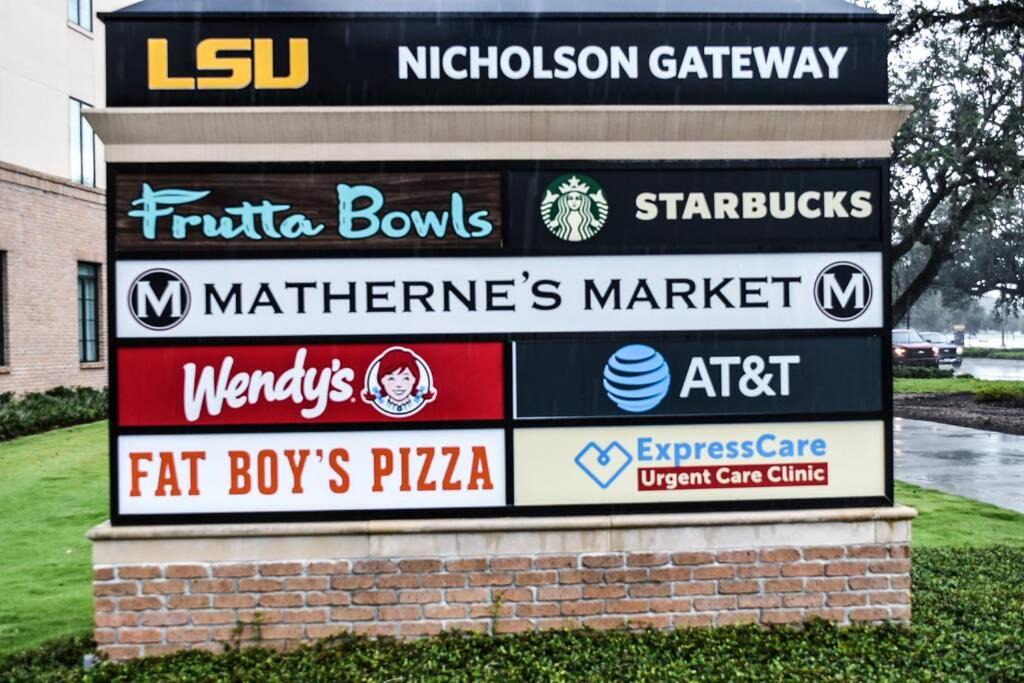 LSU NICHOLSON GATEWAY
Frutta Bowls
STARBUCKS
M MATHERNE'S MARKET M
Wendy's
AT&T
FAT BOY'S PIZZA
ExpressCare
Urgent Care Clinic